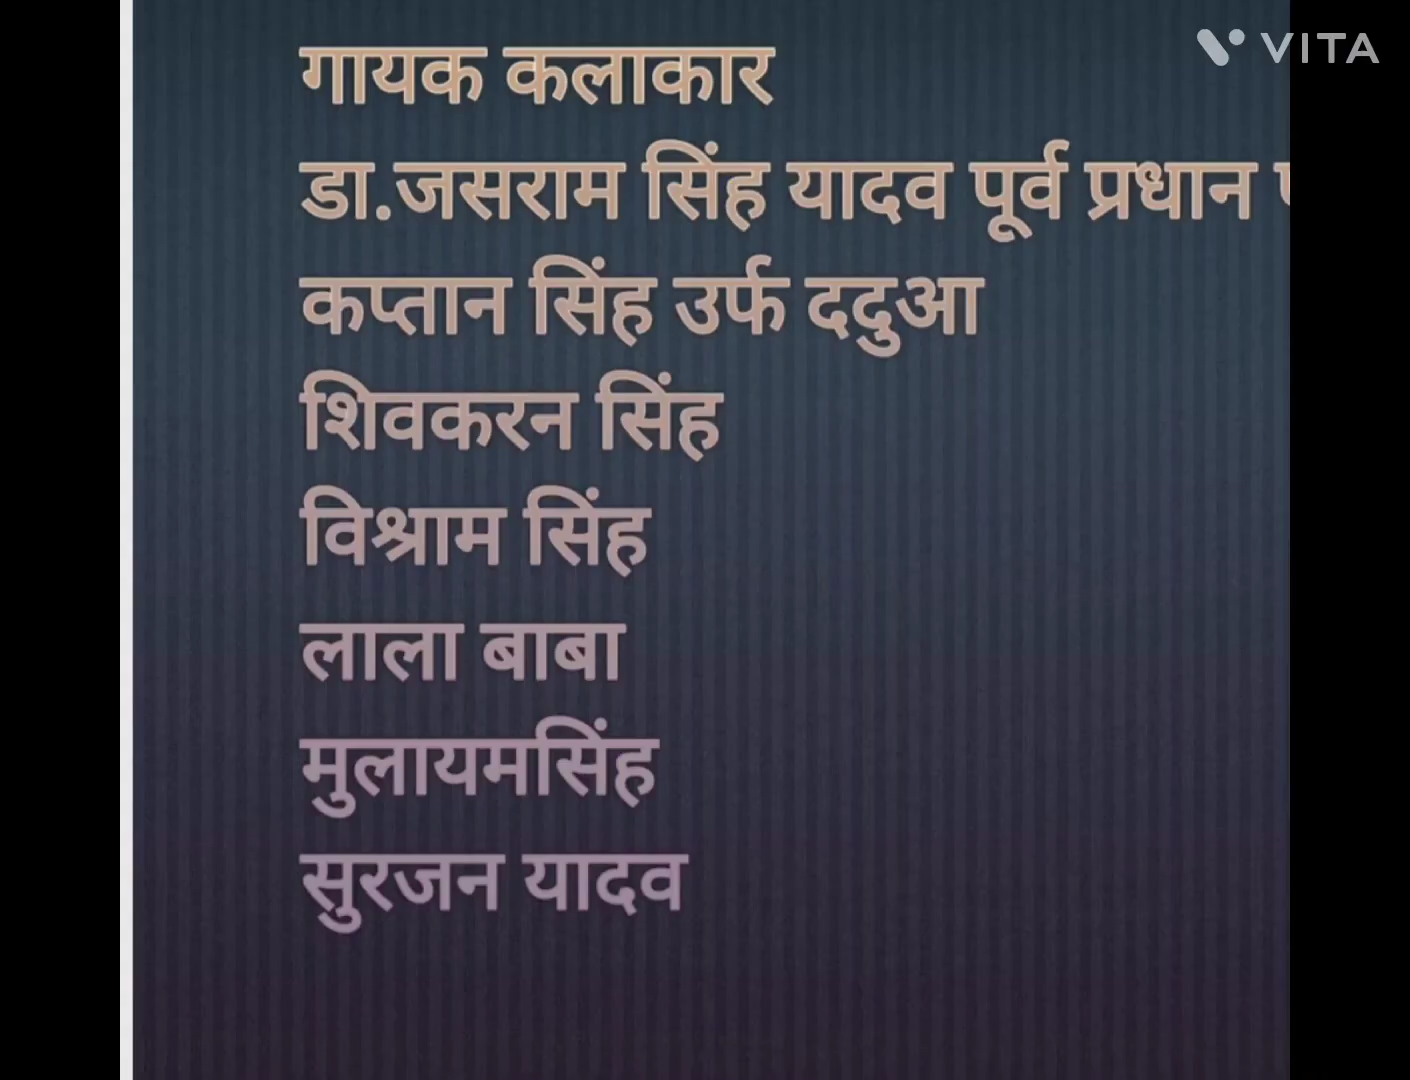 गायक कलाकार
VITA
डा.जसराम सिंह यादव पूर्व प्रधान
कप्तान सिंह उर्फ ददुआ
शिवकरन सिंह
विश्राम सिंह
लाला बाबा
मुलायमसिंह
सुरजन यादव